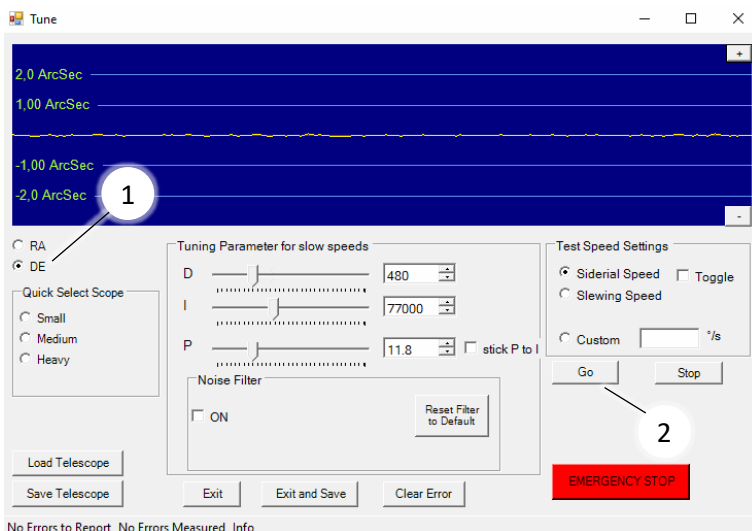 Tune
+
2,0 ArcSec
1,00 ArcSec
-1,00 ArcSec
-2,0 ArcSec
-
1
RA
DE
Quick Select Scope
Small
Medium
Heavy
Tuning Parameter for slow speeds
D 480
I 77000
P 11.8 stick P to I
Noise Filter
ON
Reset Filter
to Default
Test Speed Settings
Siderial Speed Toggle
Slewing Speed
Custom °/s
Go Stop
2
EMERGENCY STOP
Load Telescope
Save Telescope
Exit Exit and Save Clear Error
No Errors to Report No Errors Measured Info